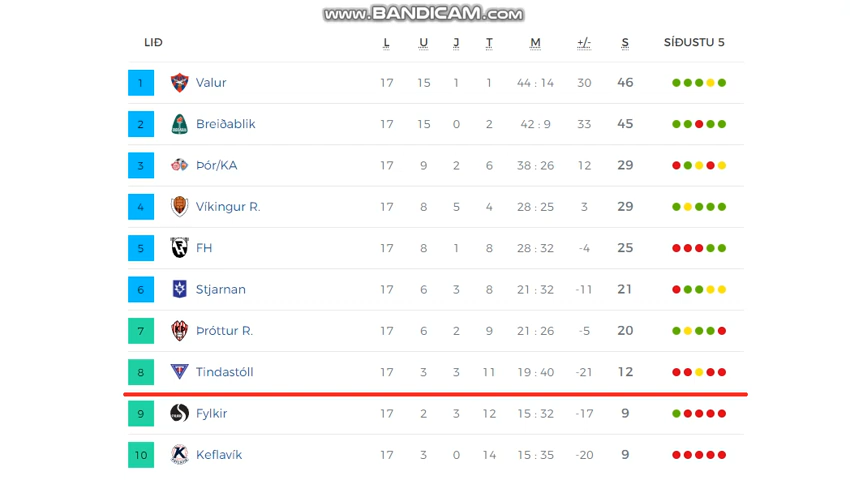 www.BANDICAM.com
LIÐ L U J T M +/- S SÍÐUSTU 5
1 Valur 17 15 1 1 44 : 14 30 46
2 Breiðablik 17 15 0 2 42 : 9 33 45
3 Þór/KA 17 9 2 6 38 : 26 12 29
4 Víkingur R. 17 8 5 4 28 : 25 3 29
5 FH 17 8 1 8 28 : 32 -4 25
6 Stjarnan 17 6 3 8 21 : 32 -11 21
7 Þróttur R. 17 6 2 9 21 : 26 -5 20
8 Tindastóll 17 3 3 11 19 : 40 -21 12
9 Fylkir 17 2 3 12 15 : 32 -17 9
10 Keflavík 17 3 0 14 15 : 35 -20 9